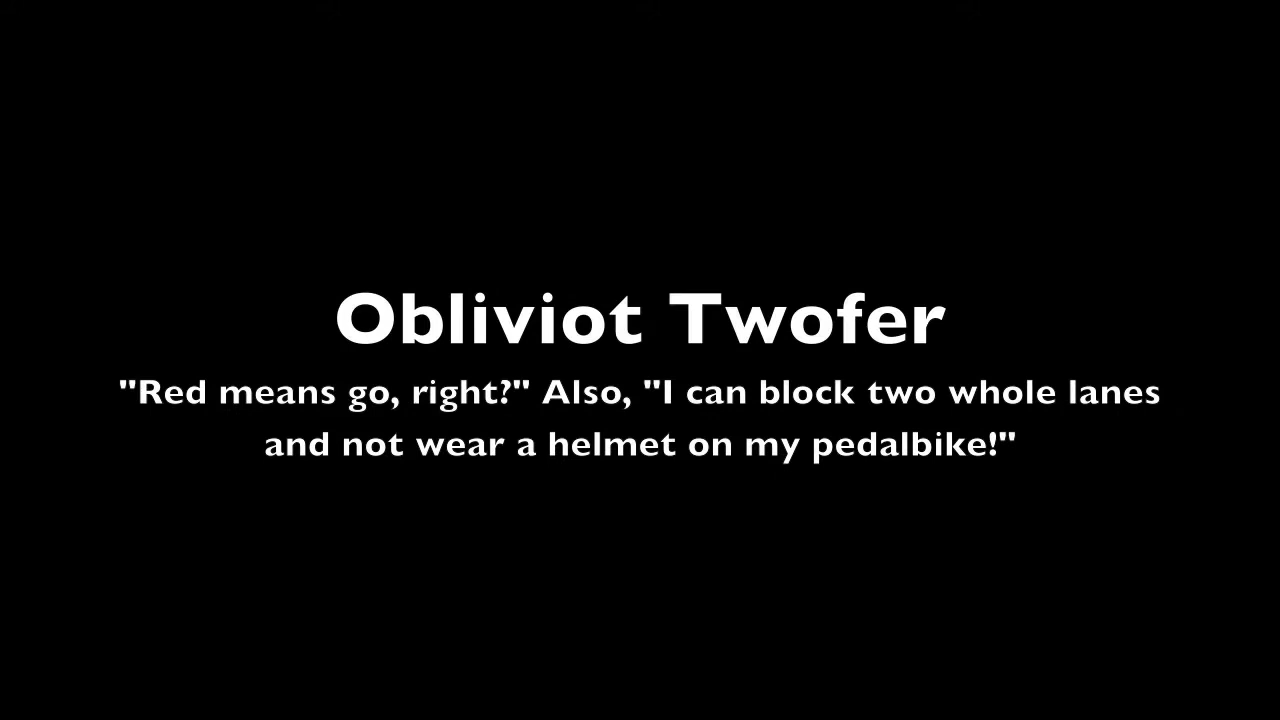 Obliviot Twofer
"Red means go, right?" Also, "I can block two whole lanes
and not wear a helmet on my pedalbike!"